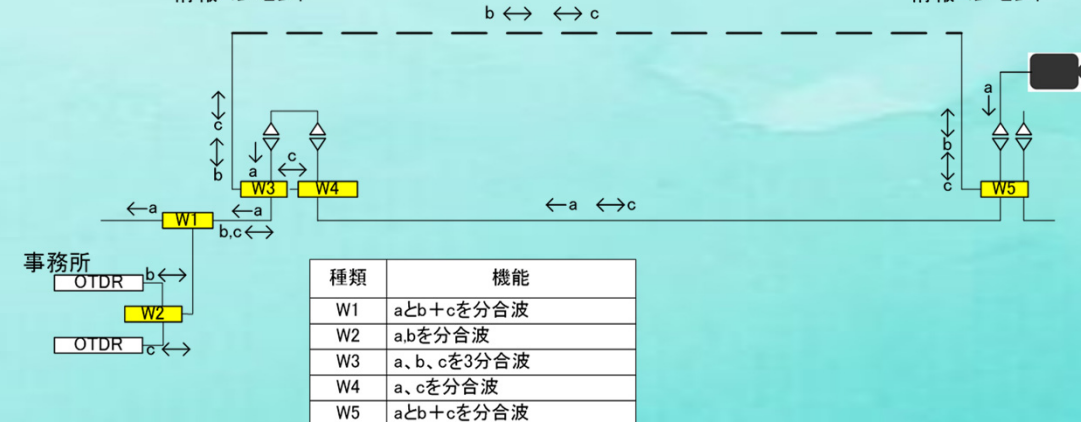 b ↔ ↔ c
c
b
a
c
W3
W4
a
b
c
W5
←a
W1
←a
b,c↔
←a ↔c
事務所
OTDR
b↔
W2
OTDR
c↔
種類 機能
W1 aとb＋cを分合波
W2 a,bを分合波
W3 a、b、cを3分合波
W4 a、cを分合波
W5 aとb＋cを分合波